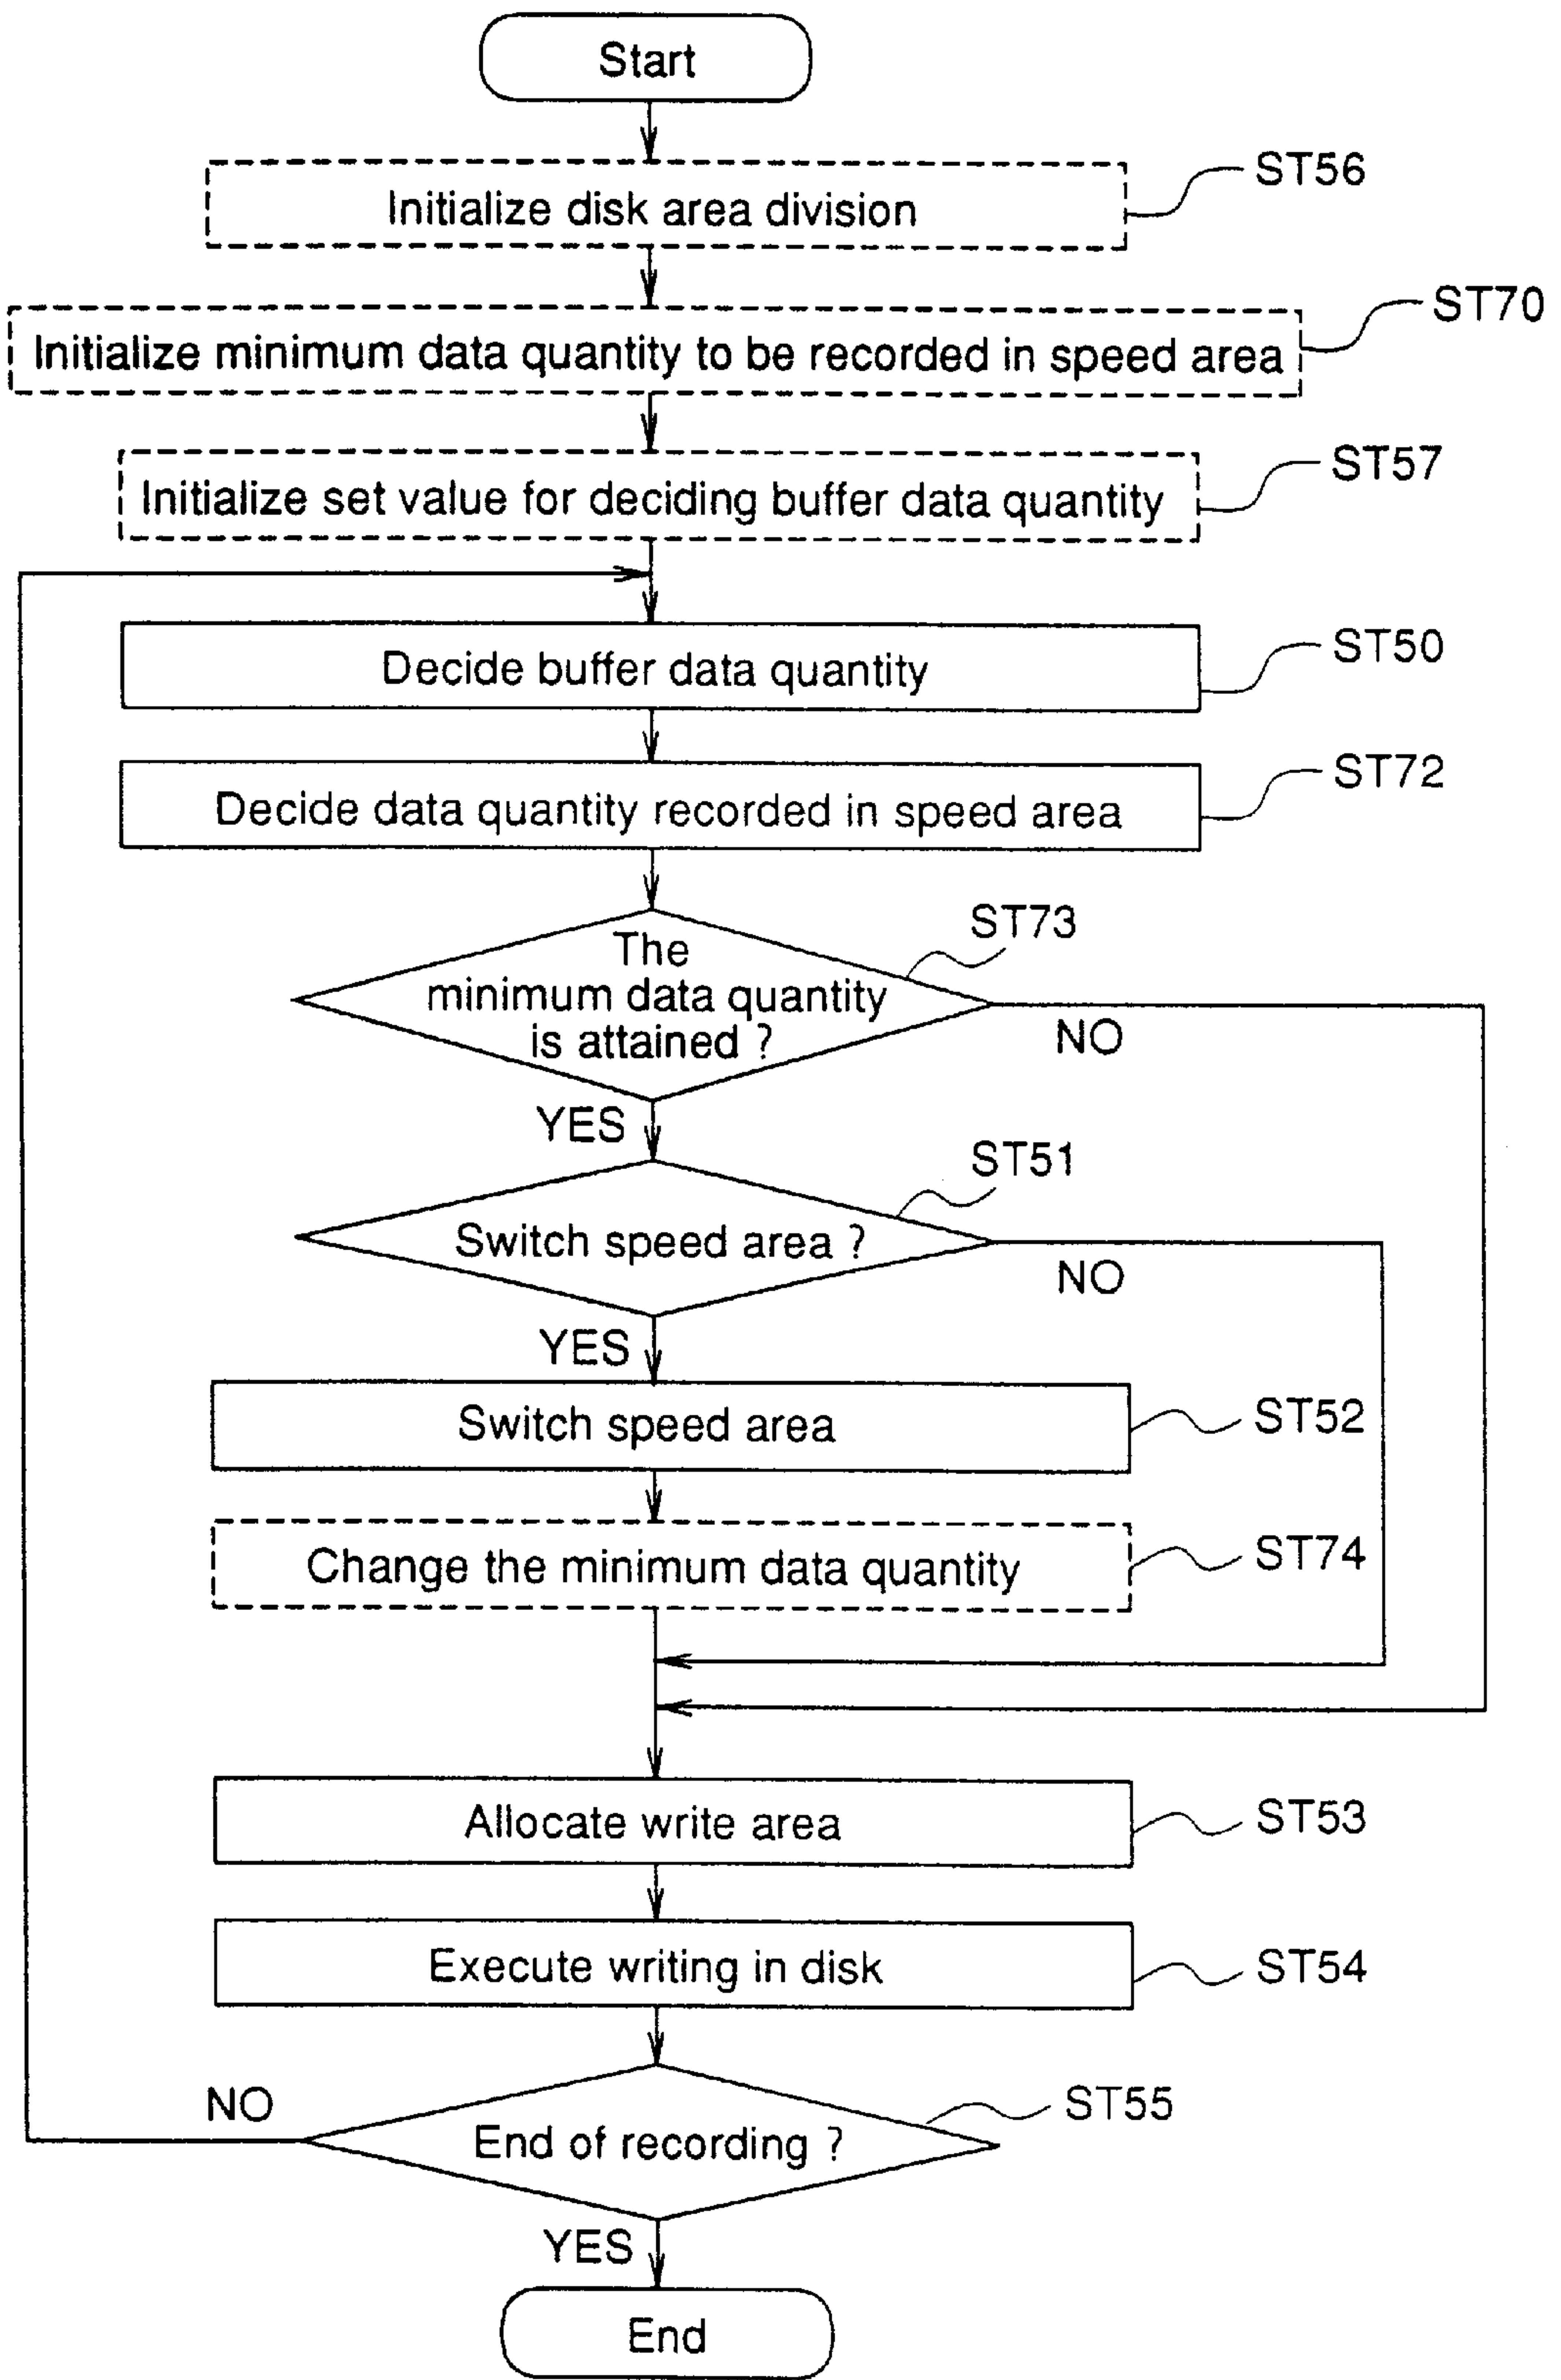 Start
Initialize disk area division
ST56
Initialize minimum data quantity to be recorded in speed area
ST70
Initialize set value for deciding buffer data quantity
ST57
Decide buffer data quantity
ST50
Decide data quantity recorded in speed area
ST72
The
minimum data quantity
is attained ?
ST73
NO
YES
Switch speed area ?
ST51
NO
YES
Switch speed area
ST52
Change the minimum data quantity
ST74
Allocate write area
ST53
Execute writing in disk
ST54
End of recording ?
ST55
NO
YES
End